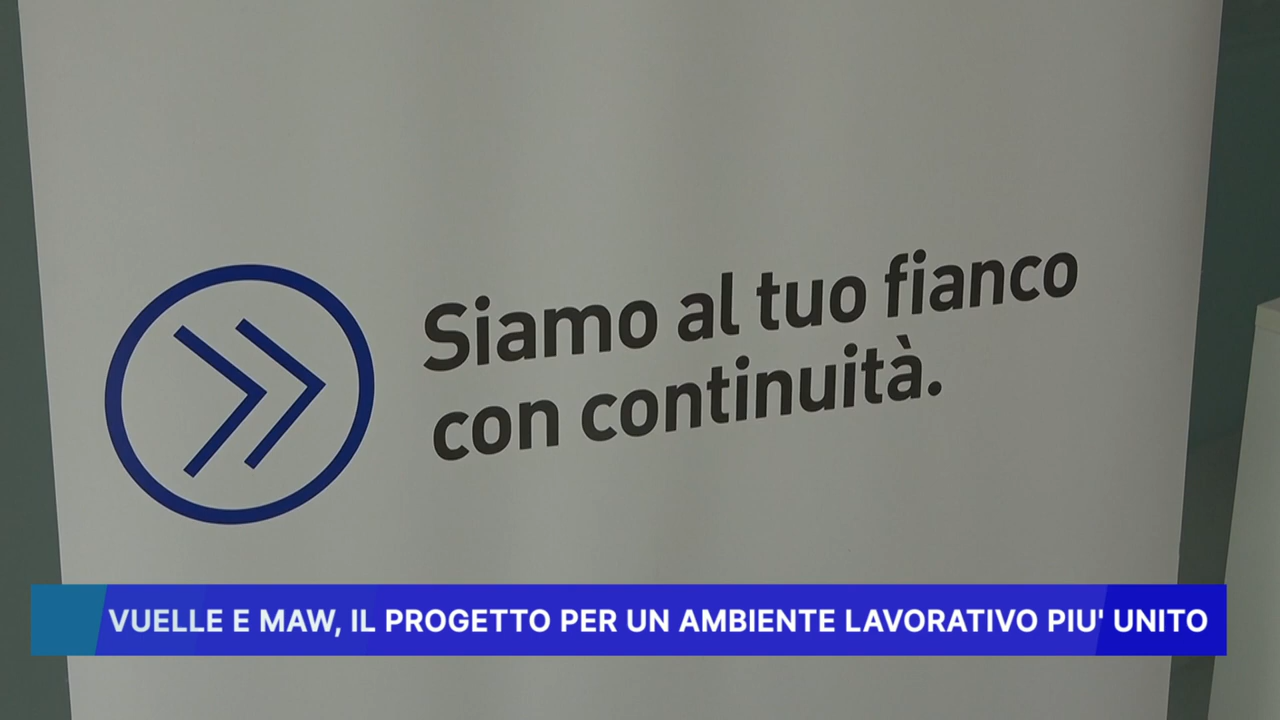 Siamo al tuo fianco
con continuità.
VUELLE E MAW, IL PROGETTO PER UN AMBIENTE LAVORATIVO PIU' UNITO